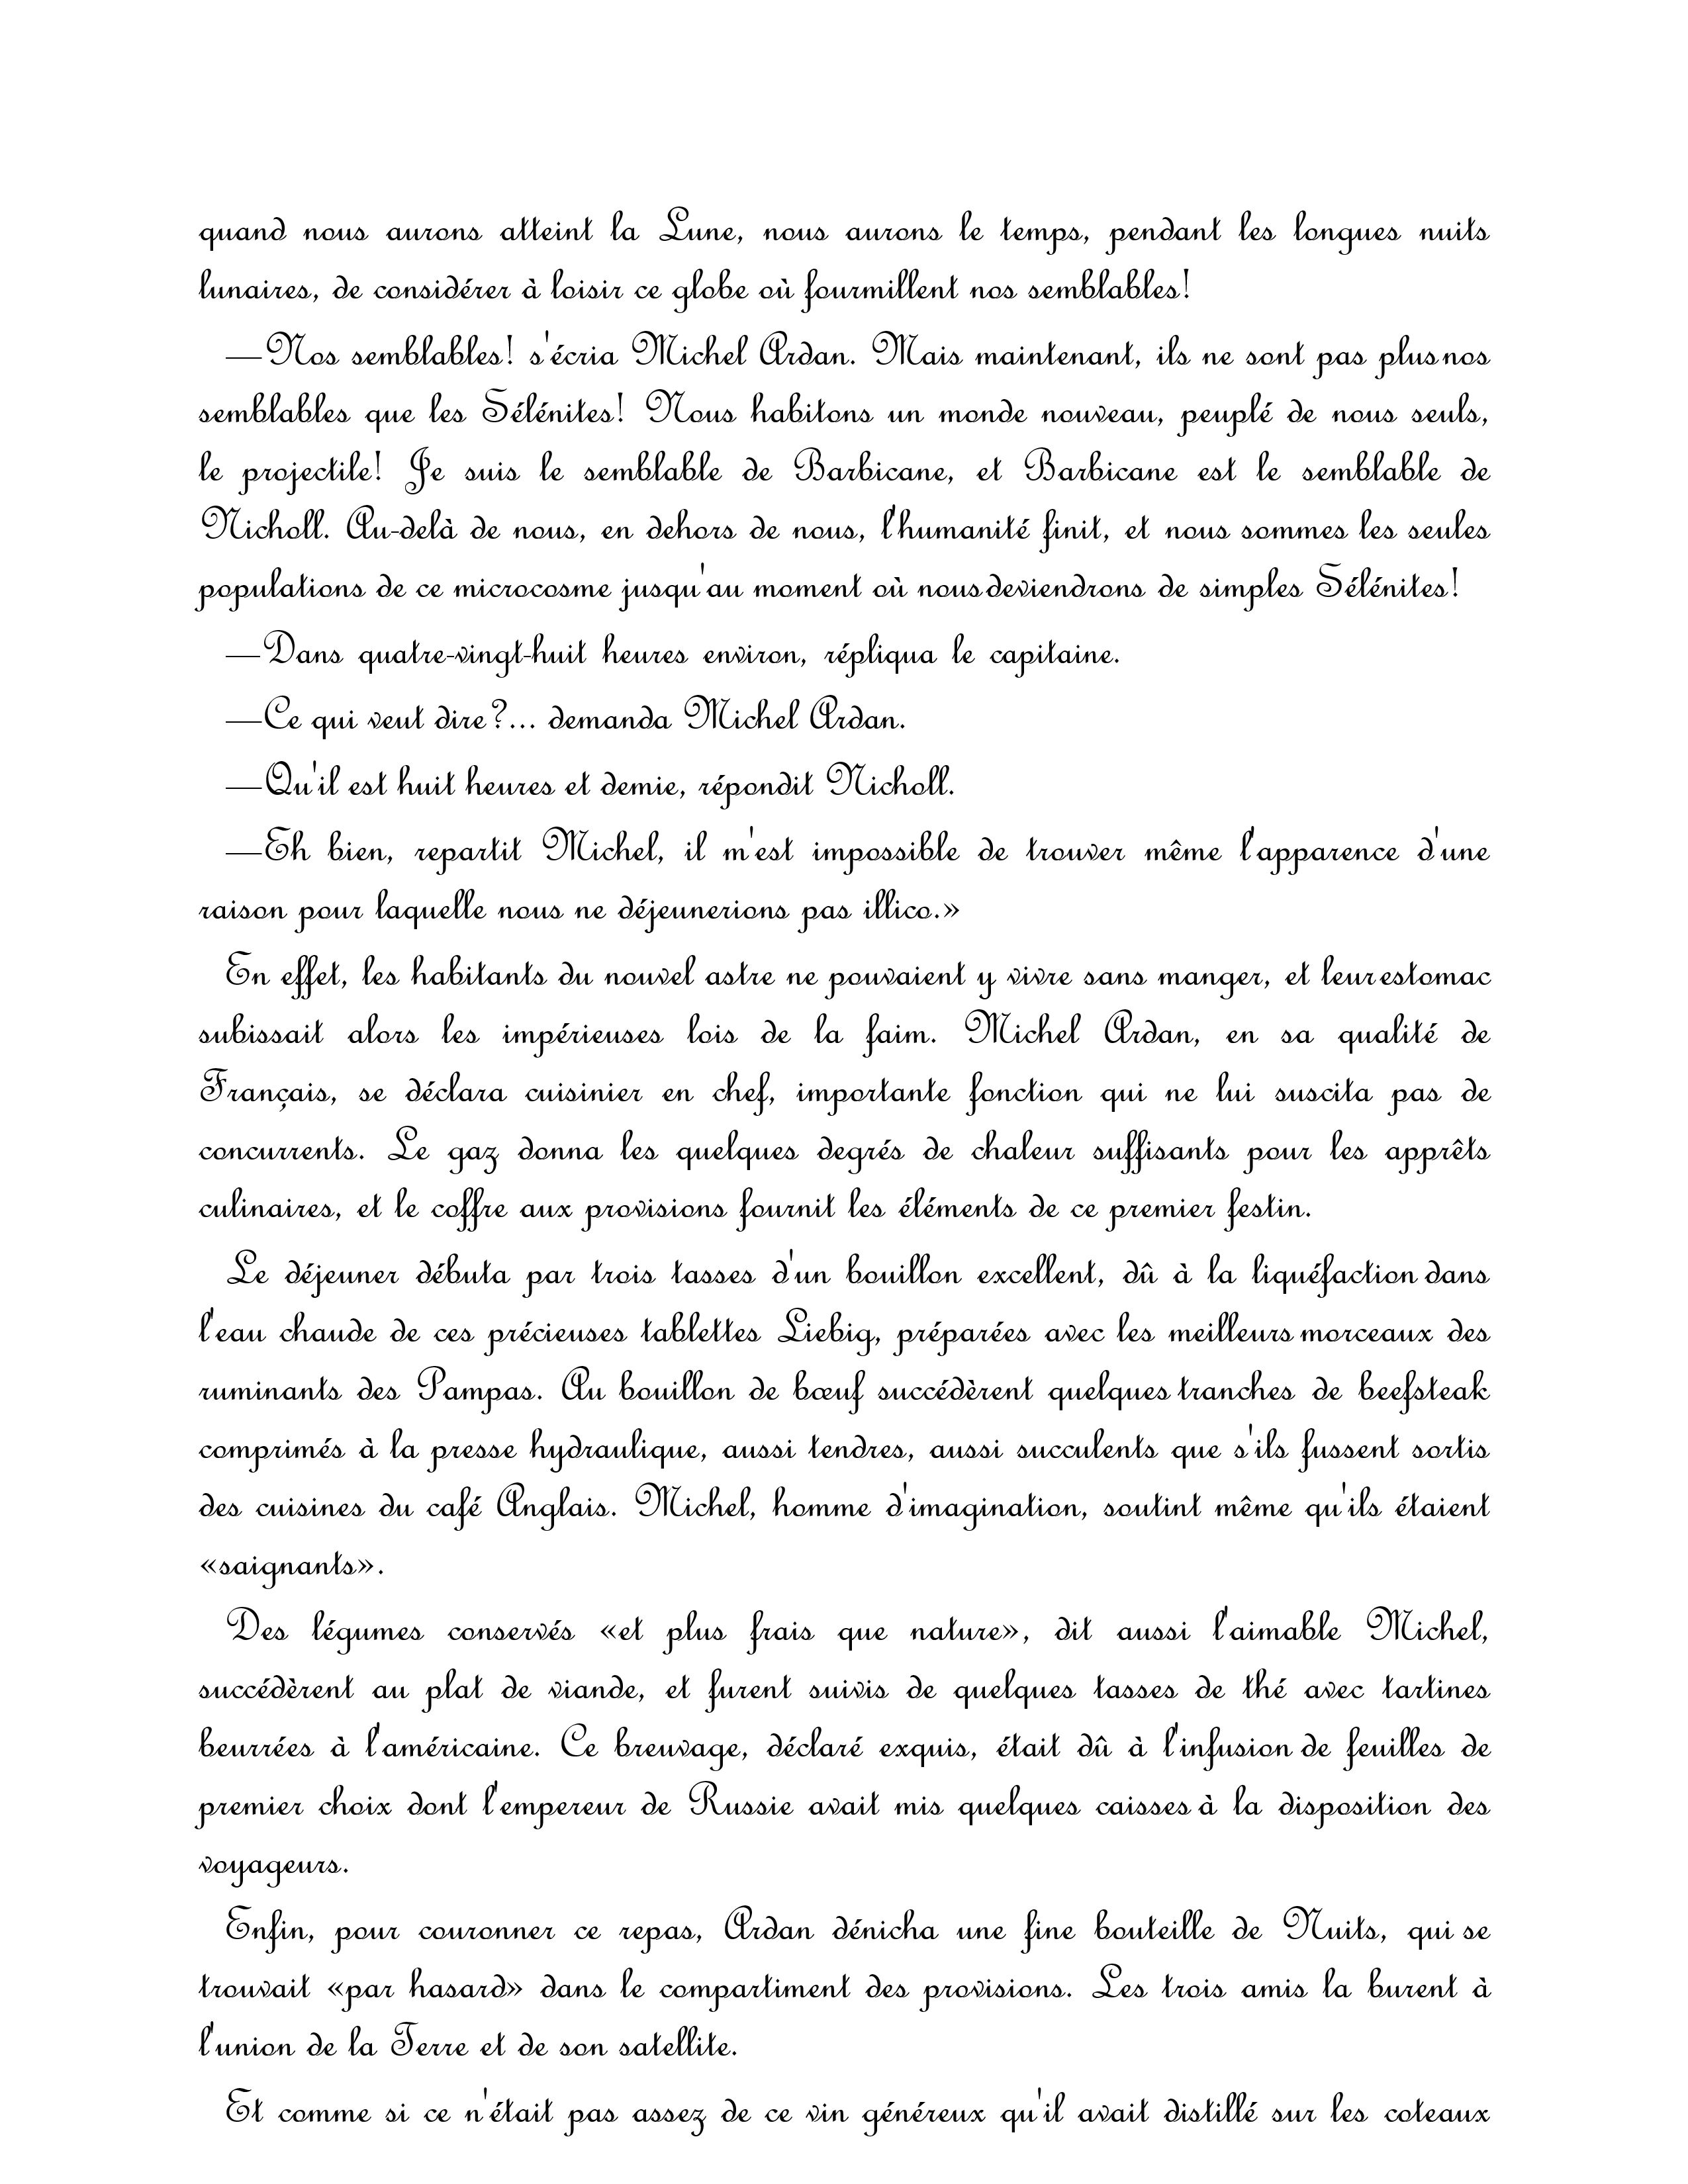 quand nous aurons atteint la Lune, nous aurons le temps, pendant les longues nuits
lunaires, de considérer à loisir ce globe où fourmillent nos semblables!
—Nos semblables! s'écria Michel Ardan. Mais maintenant, ils ne sont pas plus nos
semblables que les Sélénites! Nous habitons un monde nouveau, peuplé de nous seuls,
le projectile! Je suis le semblable de Barbicane, et Barbicane est le semblable de
Nicholl. Au-delà de nous, en dehors de nous, l'humanité finit, et nous sommes les seules
populations de ce microcosme jusqu'au moment où nous deviendrons de simples Sélénites!
—Dans quatre-vingt-huit heures environ, répliqua le capitaine.
—Ce qui veut dire?... demanda Michel Ardan.
—Qu'il est huit heures et demie, répondit Nicholl.
—Eh bien, repartit Michel, il m'est impossible de trouver même l'apparence d'une
raison pour laquelle nous ne déjeunerions pas illico.»
En effet, les habitants du nouvel astre ne pouvaient y vivre sans manger, et leur estomac
subissait alors les impérieuses lois de la faim. Michel Ardan, en sa qualité de
Français, se déclara cuisinier en chef, importante fonction qui ne lui suscita pas de
concurrents. Le gaz donna les quelques degrés de chaleur suffisants pour les apprêts
culinaires, et le coffre aux provisions fournit les éléments de ce premier festin.
Le déjeuner débuta par trois tasses d'un bouillon excellent, dû à la liquéfaction dans
l'eau chaude de ces précieuses tablettes Liebig, préparées avec les meilleurs morceaux des
ruminants des Pampas. Au bouillon de bœuf succédèrent quelques tranches de beefsteak
comprimés à la presse hydraulique, aussi tendres, aussi succulents que s'ils fussent sortis
des cuisines du café Anglais. Michel, homme d'imagination, soutint même qu'ils étaient
«saignants».
Des légumes conservés «et plus frais que nature», dit aussi l'aimable Michel,
succédèrent au plat de viande, et furent suivis de quelques tasses de thé avec tartines
beurrées à l'américaine. Ce breuvage, déclaré exquis, était dû à l'infusion de feuilles de
premier choix dont l'empereur de Russie avait mis quelques caisses à la disposition des
voyageurs.
Enfin, pour couronner ce repas, Ardan dénicha une fine bouteille de Nuits, qui se
trouvait «par hasard» dans le compartiment des provisions. Les trois amis la burent à
l'union de la Terre et de son satellite.
Et comme si ce n'était pas assez de ce vin généreux qu'il avait distillé sur les coteaux